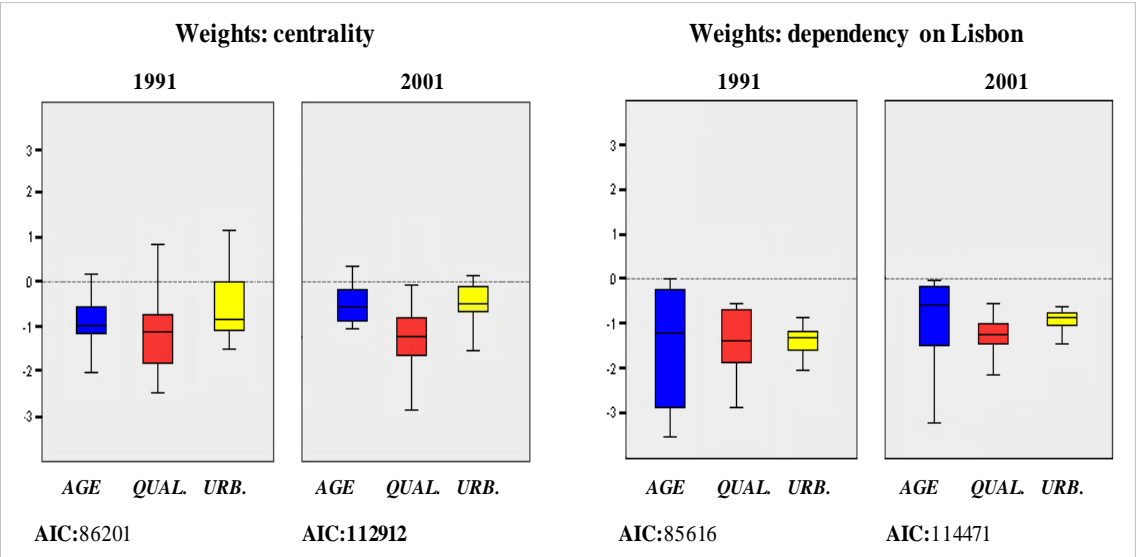 Weights: centrality
Weights: dependency on Lisbon
1991
2001
1991
2001
3
2
1
0
-1
-2
-3
3
2
1
0
-1
-2
-3
AGE QUAL. URB.
AGE QUAL. URB.
AGE QUAL. URB.
AGE QUAL. URB.
AIC:86201
AIC:112912
AIC:85616
AIC:114471